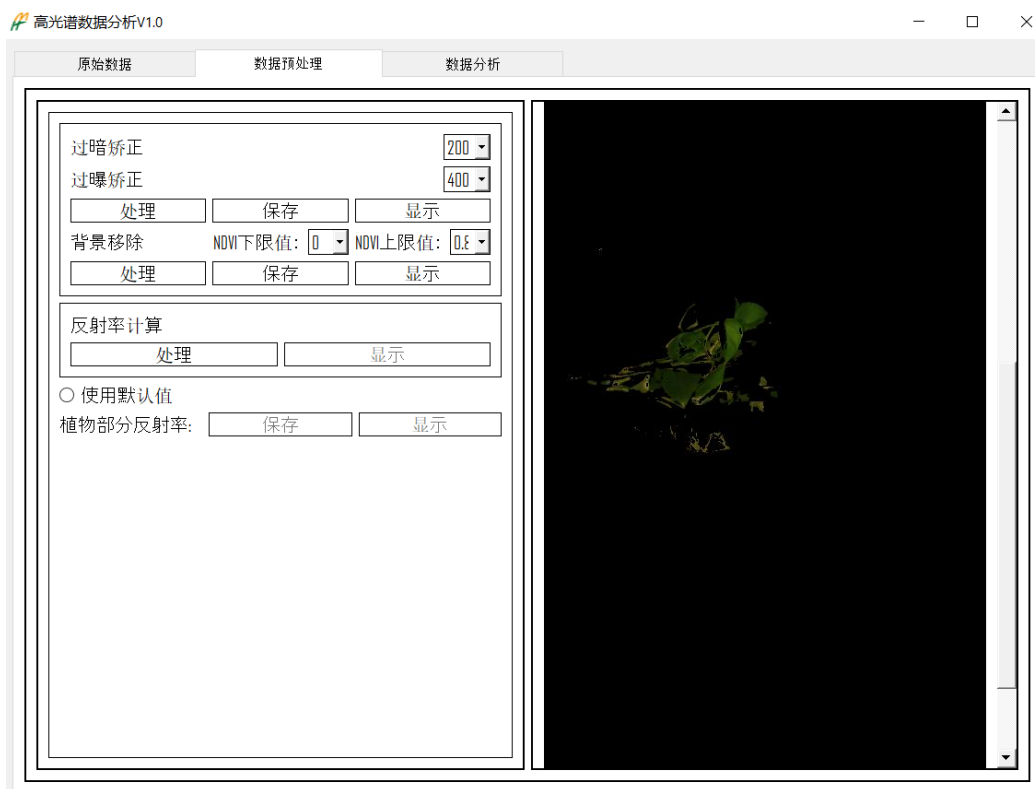 高光谱数据分析V1.0
原始数据 数据预处理 数据分析
过暗矫正 200
过曝矫正 400
处理 保存 显示
背景移除 NDVI下限值: 0 NDVI上限值: 0.8
处理 保存 显示
反射率计算
处理 显示
使用默认值
植物部分反射率: 保存 显示